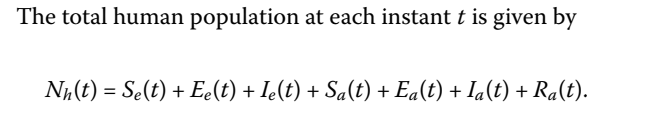 The total human population at each instant t is given by
Nh(t) = Se(t) + Ee(t) + Ie(t) + Sa(t) + Ea(t) + Ia(t) + Ra(t).